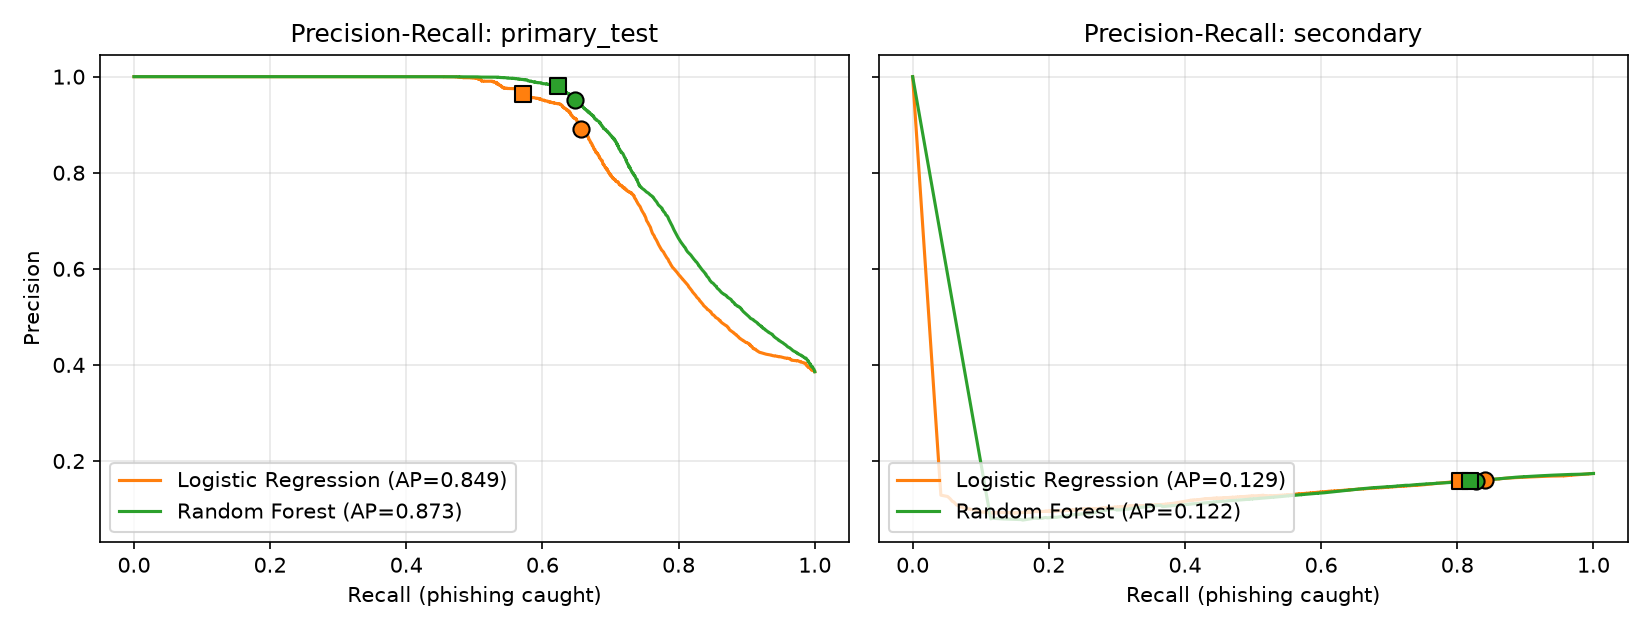 Precision-Recall: primary_test
Precision
1.0
0.8
0.6
0.4
0.2
Logistic Regression (AP=0.849)
Random Forest (AP=0.873)
0.0 0.2 0.4 0.6 0.8 1.0
Recall (phishing caught)
Precision-Recall: secondary
Logistic Regression (AP=0.129)
Random Forest (AP=0.122)
0.0 0.2 0.4 0.6 0.8 1.0
Recall (phishing caught)